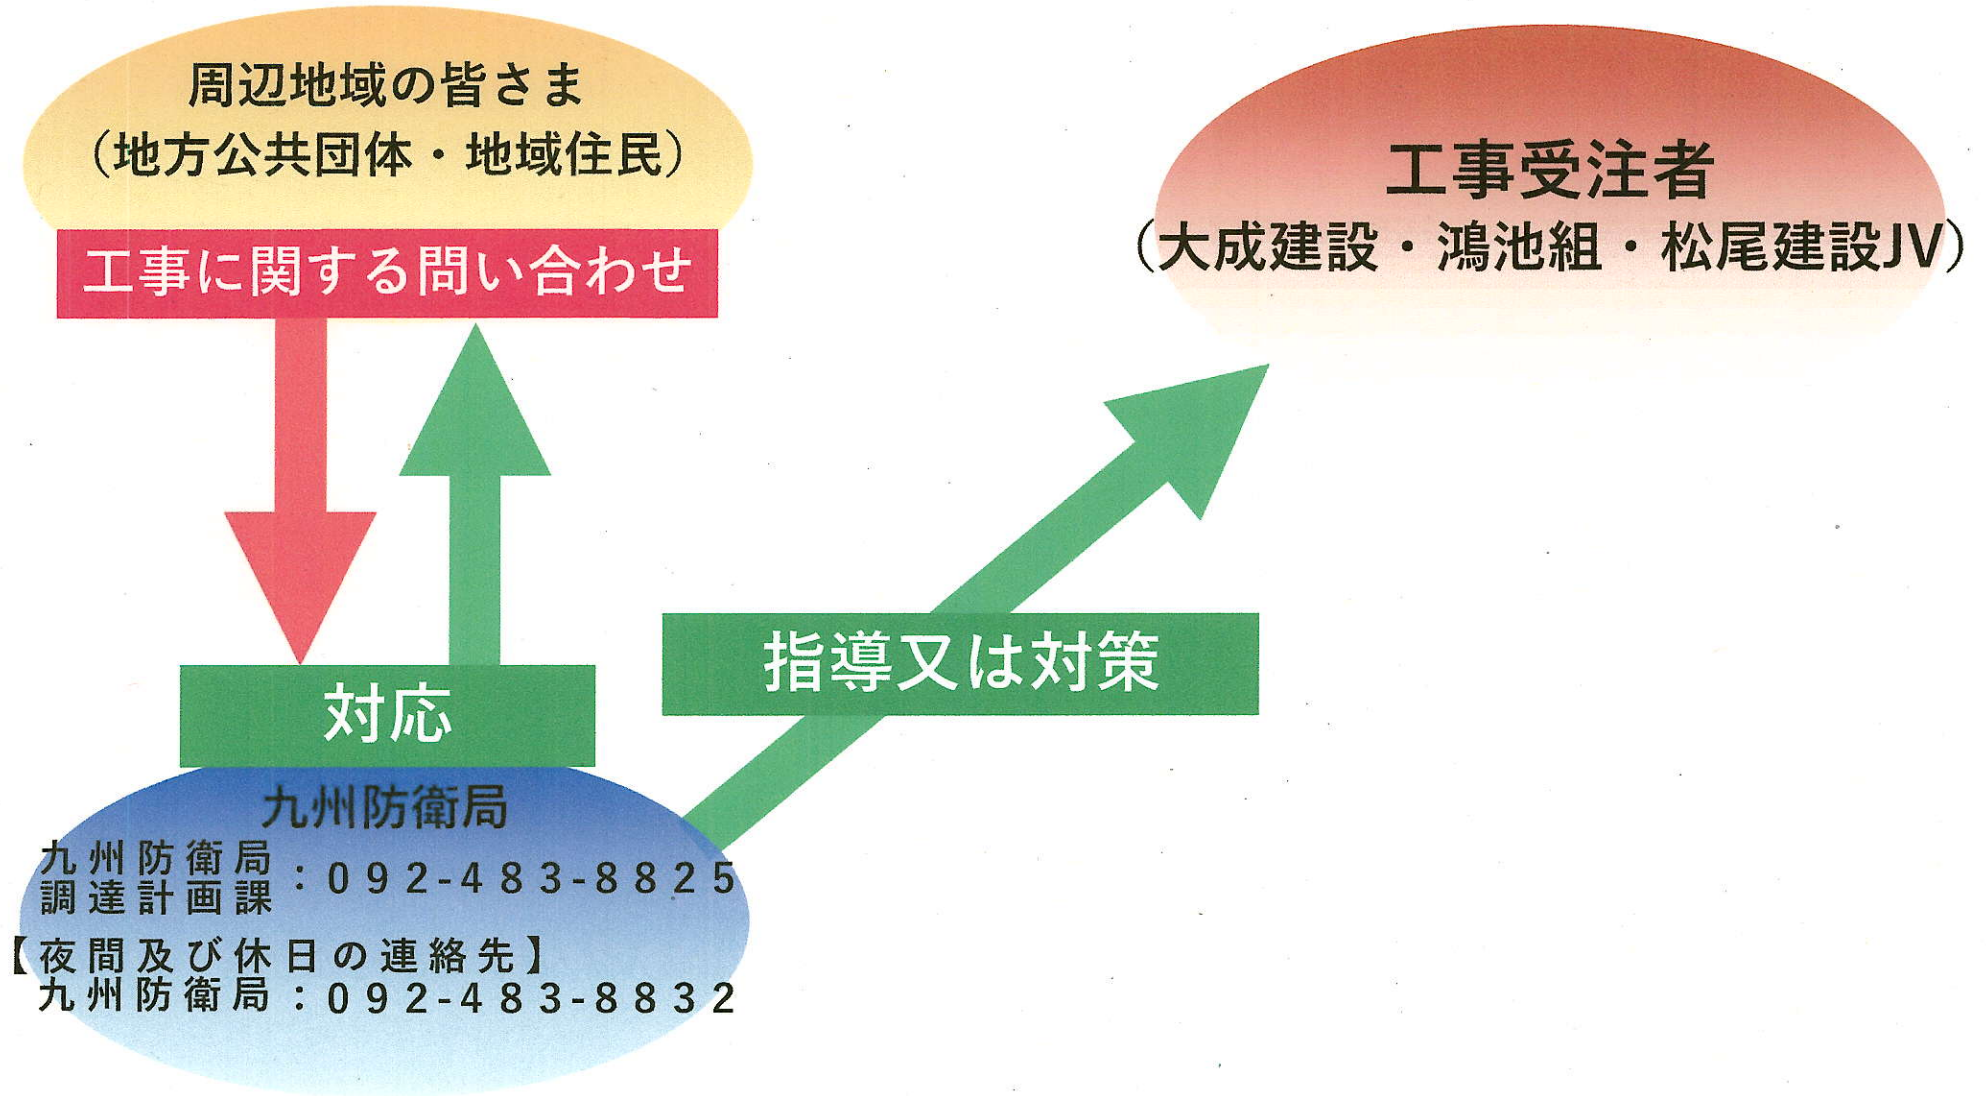 周辺地域の皆さま
（地方公共団体・地域住民）
工事に関する問い合わせ
工事受注者
（大成建設・鴻池組・松尾建設JV）
指導又は対策
対応
九州防衛局
九州防衛局
調達計画課：092-483-8825
【夜間及び休日の連絡先】
九州防衛局：092-483-8832